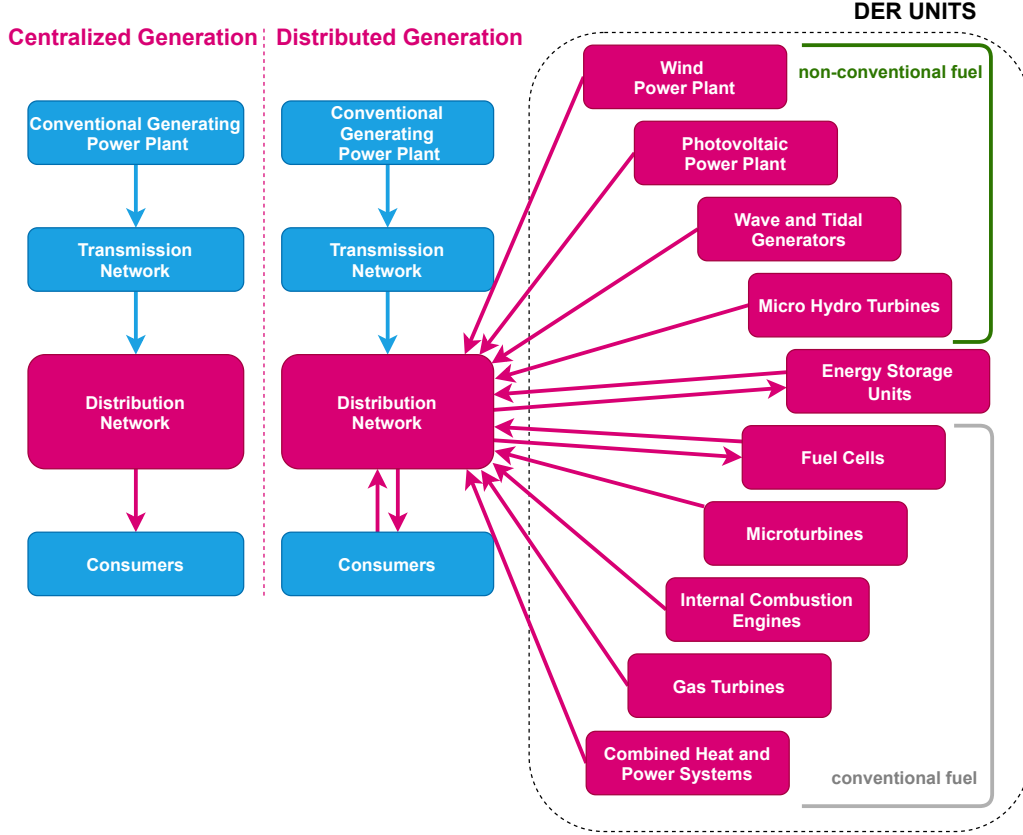 DER UNITS
Centralized Generation
Distributed Generation
Conventional Generating
Power Plant
Transmission
Network
Distribution
Network
Consumers
Conventional
Generating
Power Plant
Transmission
Network
Distribution
Network
Consumers
non-conventional fuel
Wind
Power Plant
Photovoltaic
Power Plant
Wave and Tidal
Generators
Micro Hydro Turbines
Energy Storage
Units
Fuel Cells
Microturbines
Internal Combustion
Engines
Gas Turbines
Combined Heat and
Power Systems
conventional fuel